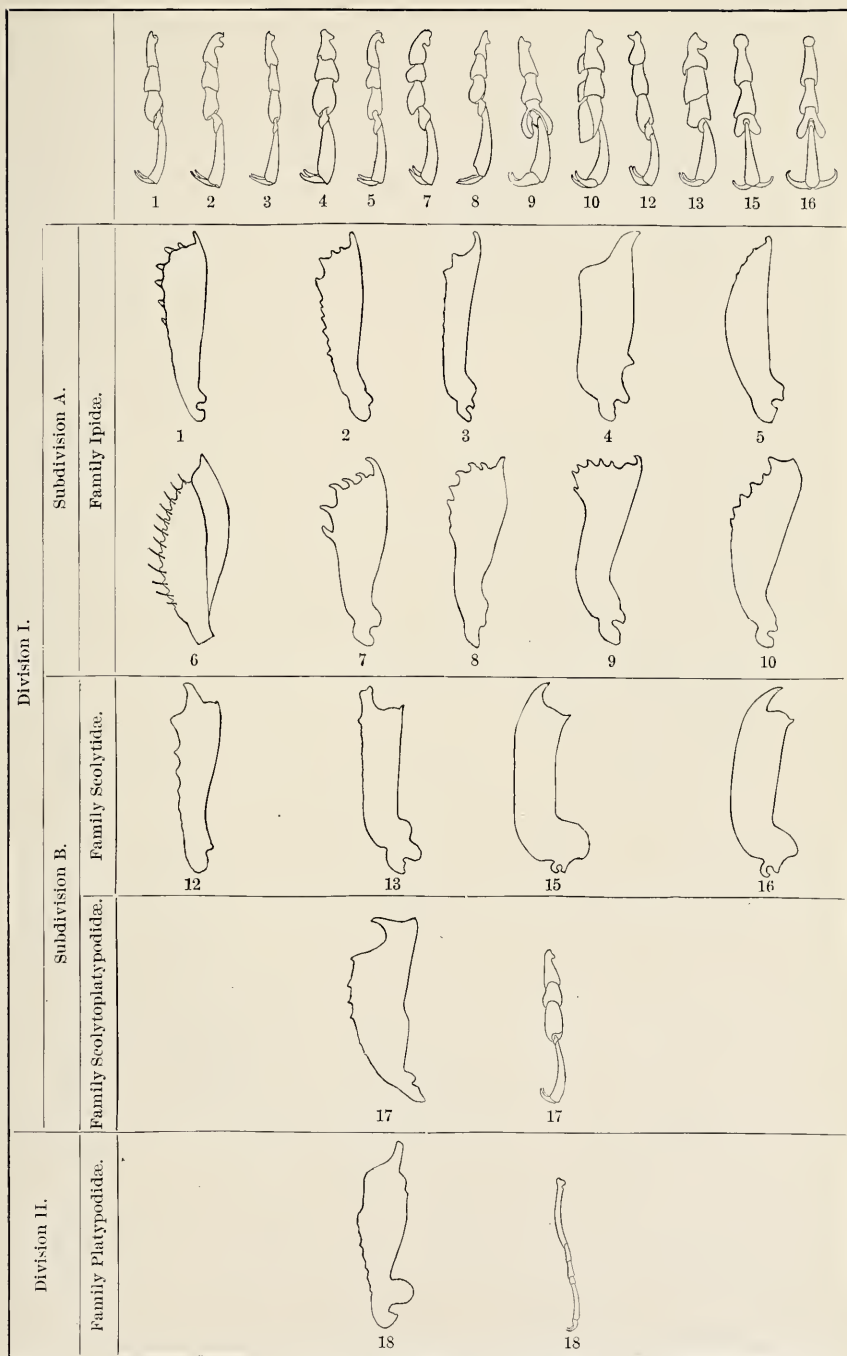 1 2 3 4 5 7 8 9 10 12 13 15 16
Division I.
Subdivision A.
Family Ipidæ.
1 2 3 4 5
6 7 8 9 10
Subdivision B.
Family Scolytidæ.
12 13 15 16
Family Scolytoplatypodidæ.
17 17
Division II.
Family Platypodidæ.
18 18